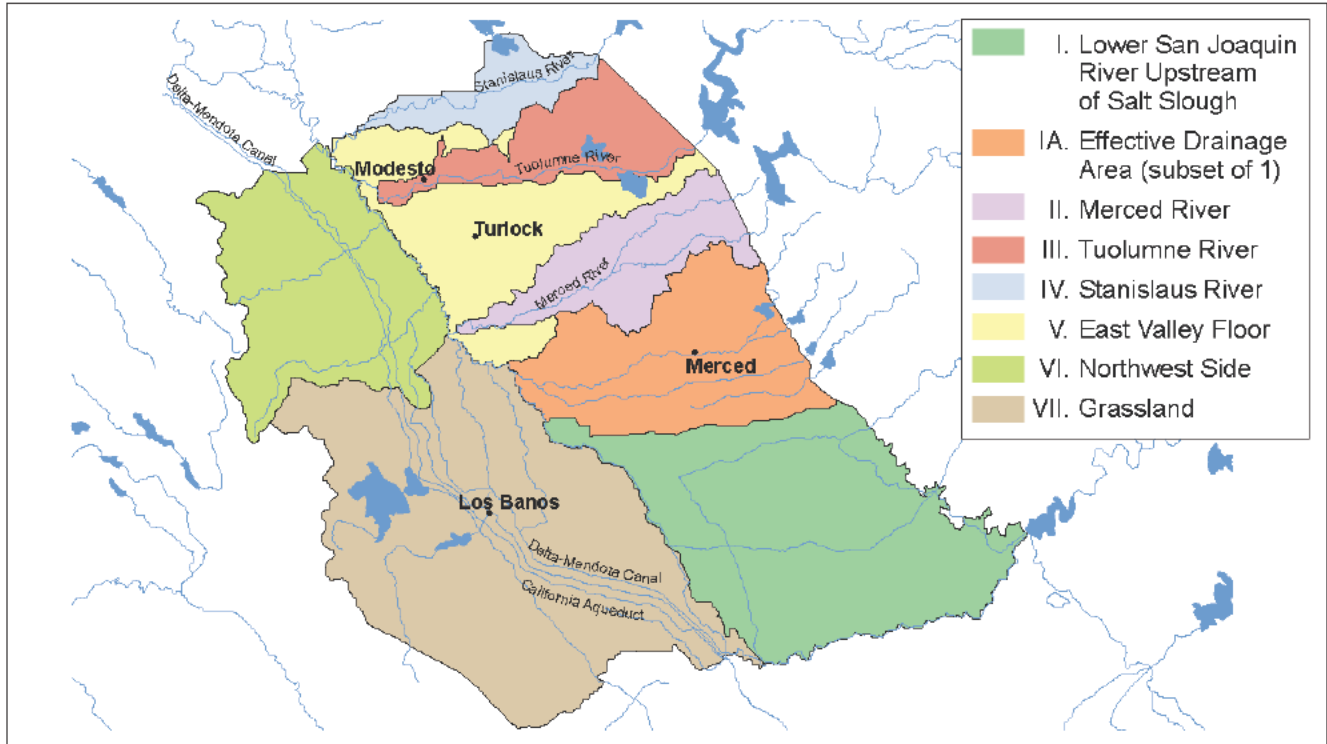 I. Lower San Joaquin
River Upstream
of Salt Slough
IA. Effective Drainage
Area (subset of 1)
II. Merced River
III. Tuolumne River
IV. Stanislaus River
V. East Valley Floor
VI. Northwest Side
VII. Grassland
Stanislaus River
Delta-Mendota Canal
Modesto
Tuolumne River
Turlock
Merced River
Merced
Los Banos
Delta-Mendota Canal
California Aqueduct